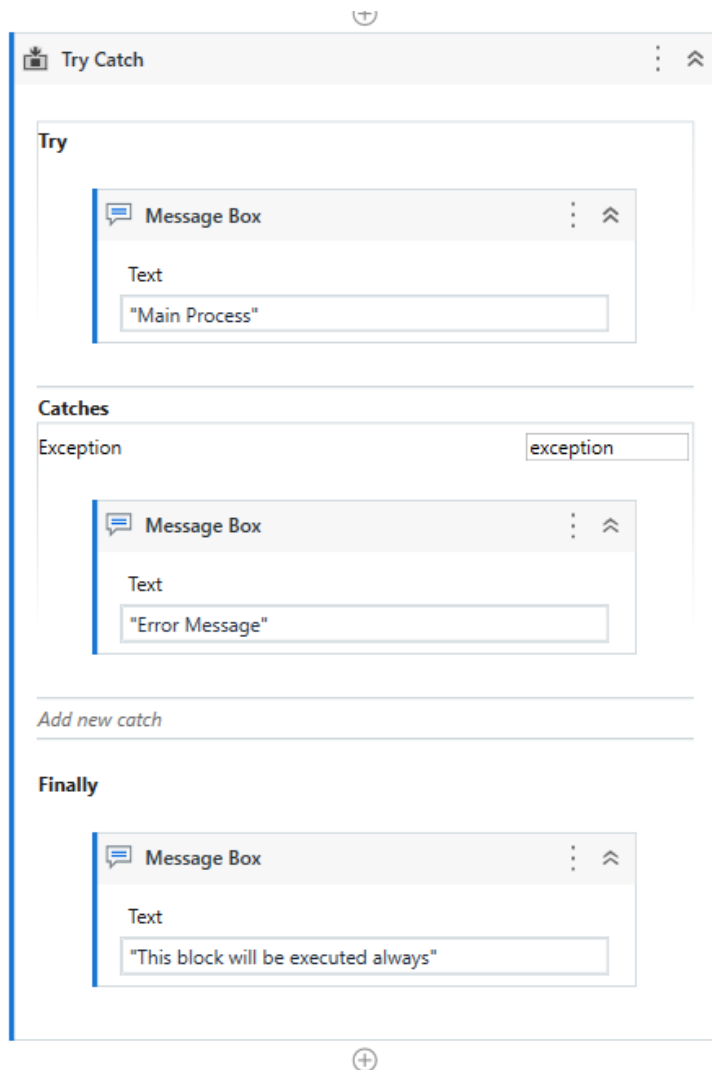 Try Catch
Try
Message Box
Text
"Main Process"
Catches
Exception exception
Message Box
Text
"Error Message"
Add new catch
Finally
Message Box
Text
"This block will be executed always"